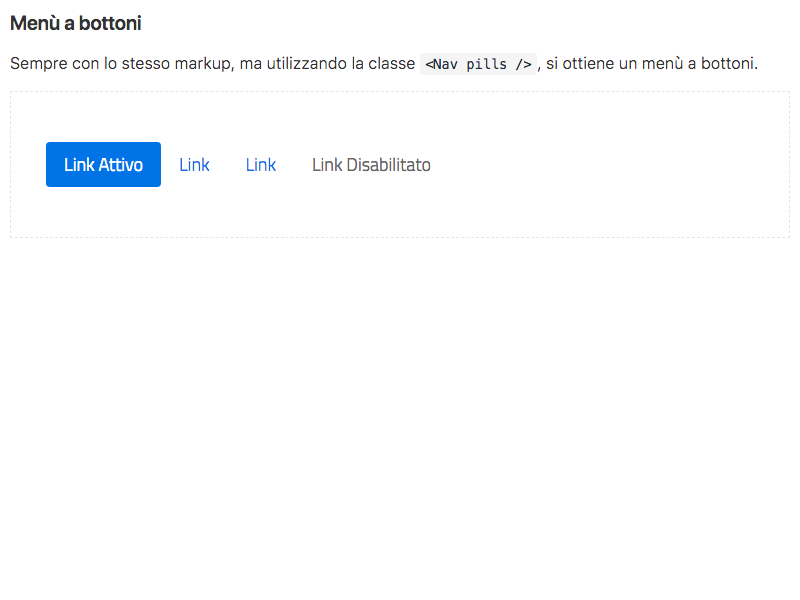 Menù a bottoni
Sempre con lo stesso markup, ma utilizzando la classe <Nav pills />, si ottiene un menù a bottoni.
Link Attivo Link Link Link Disabilitato